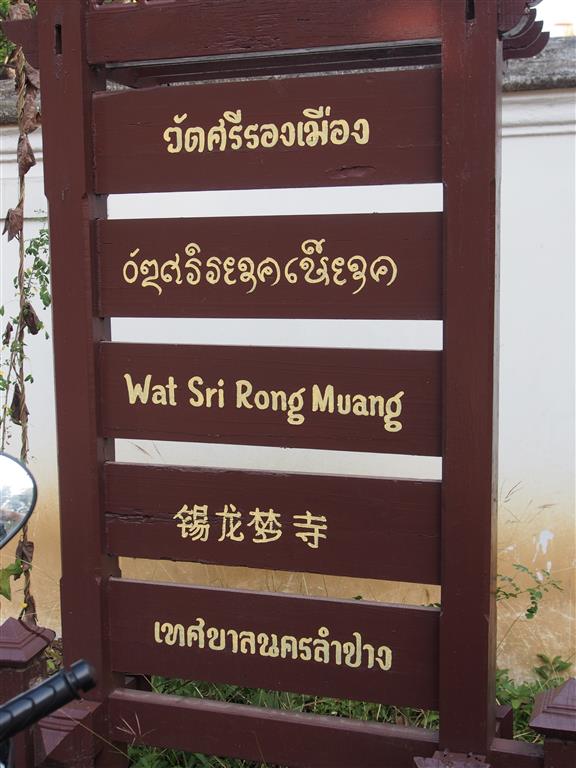 วัดศรีรองเมือง
Wat Sri Rong Muang
锡龙梦寺
เทศบาลนครลำปาง